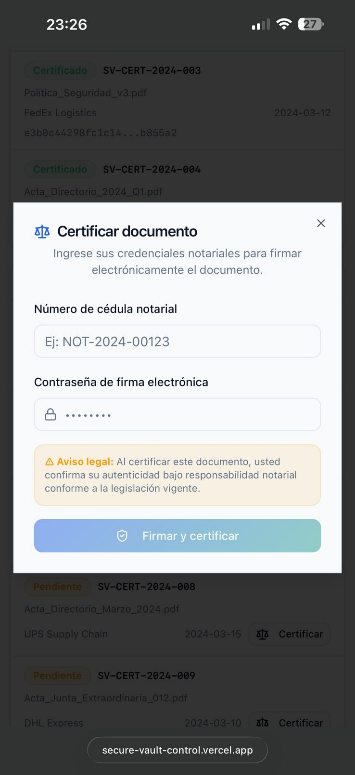 23:26
27
Certificado SV-CERT-2024-003
Política_Seguridad_v3.pdf
FedEx Logistics 2024-03-12
e3b0c44298fc1c14...b855a2
Certificado SV-CERT-2024-004
Acta_Directorio_2024_Q1.pdf
Certificar documento
Ingrese sus credenciales notariales para firmar
electrónicamente el documento.
Número de cédula notarial
Ej: NOT-2024-00123
Contraseña de firma electrónica
••••••••
Aviso legal: Al certificar este documento, usted
confirma su autenticidad bajo responsabilidad notarial
conforme a la legislación vigente.
Firmar y certificar
Pendiente SV-CERT-2024-008
Acta_Directorio_Marzo_2024.pdf
UPS Supply Chain 2024-03-15 Certificar
Pendiente SV-CERT-2024-009
Acta_Junta_Extraordinaria_012.pdf
DHL Express 2024-03-10 Certificar
secure-vault-control.vercel.app